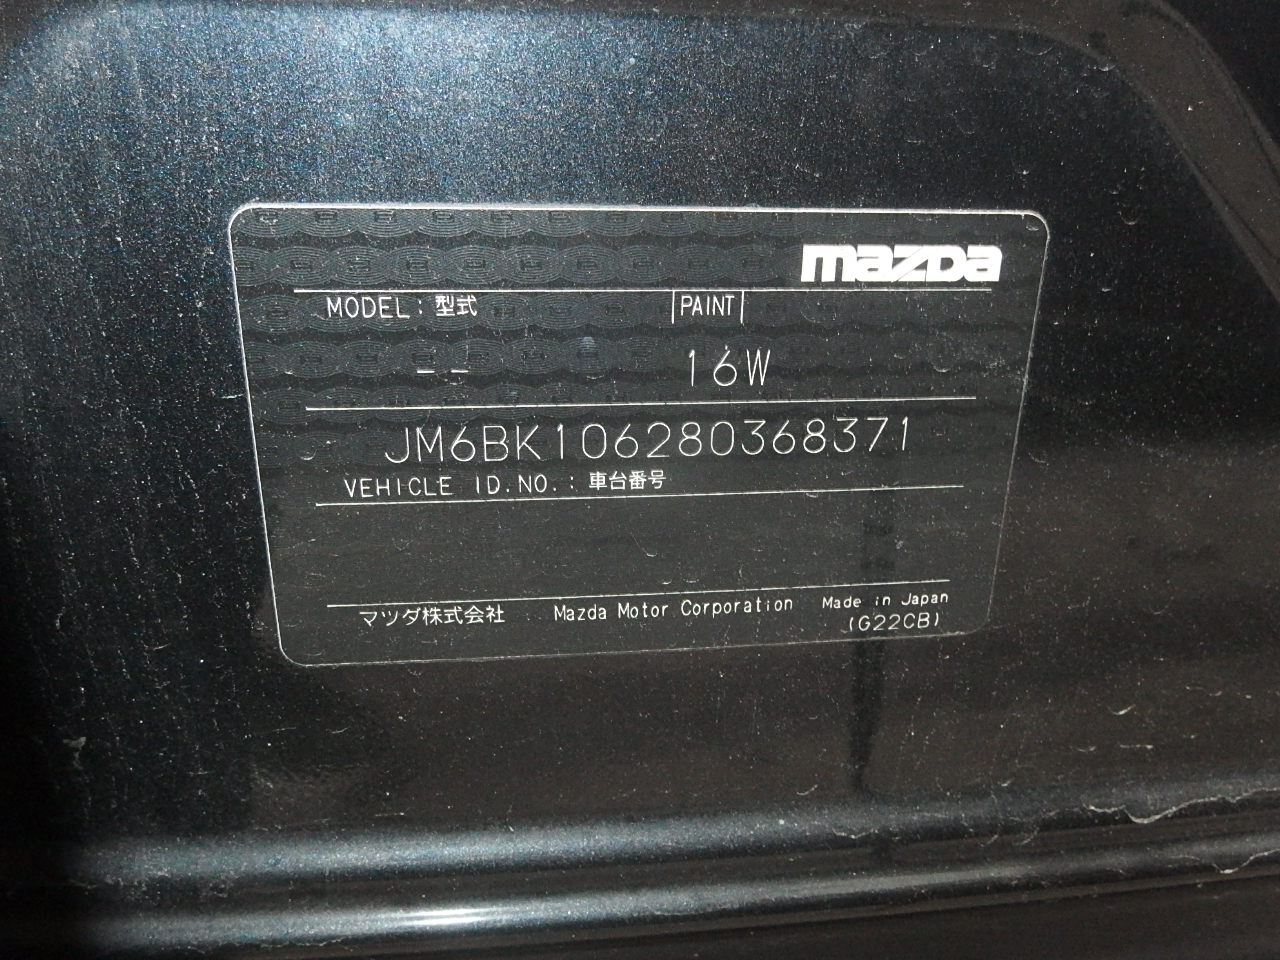 mazda
MODEL : 型式 PAINT
-- 16W
JM6BK106280368371
VEHICLE ID.NO. : 車台番号
マツダ株式会社 Mazda Motor Corporation Made in Japan
(G22CB)